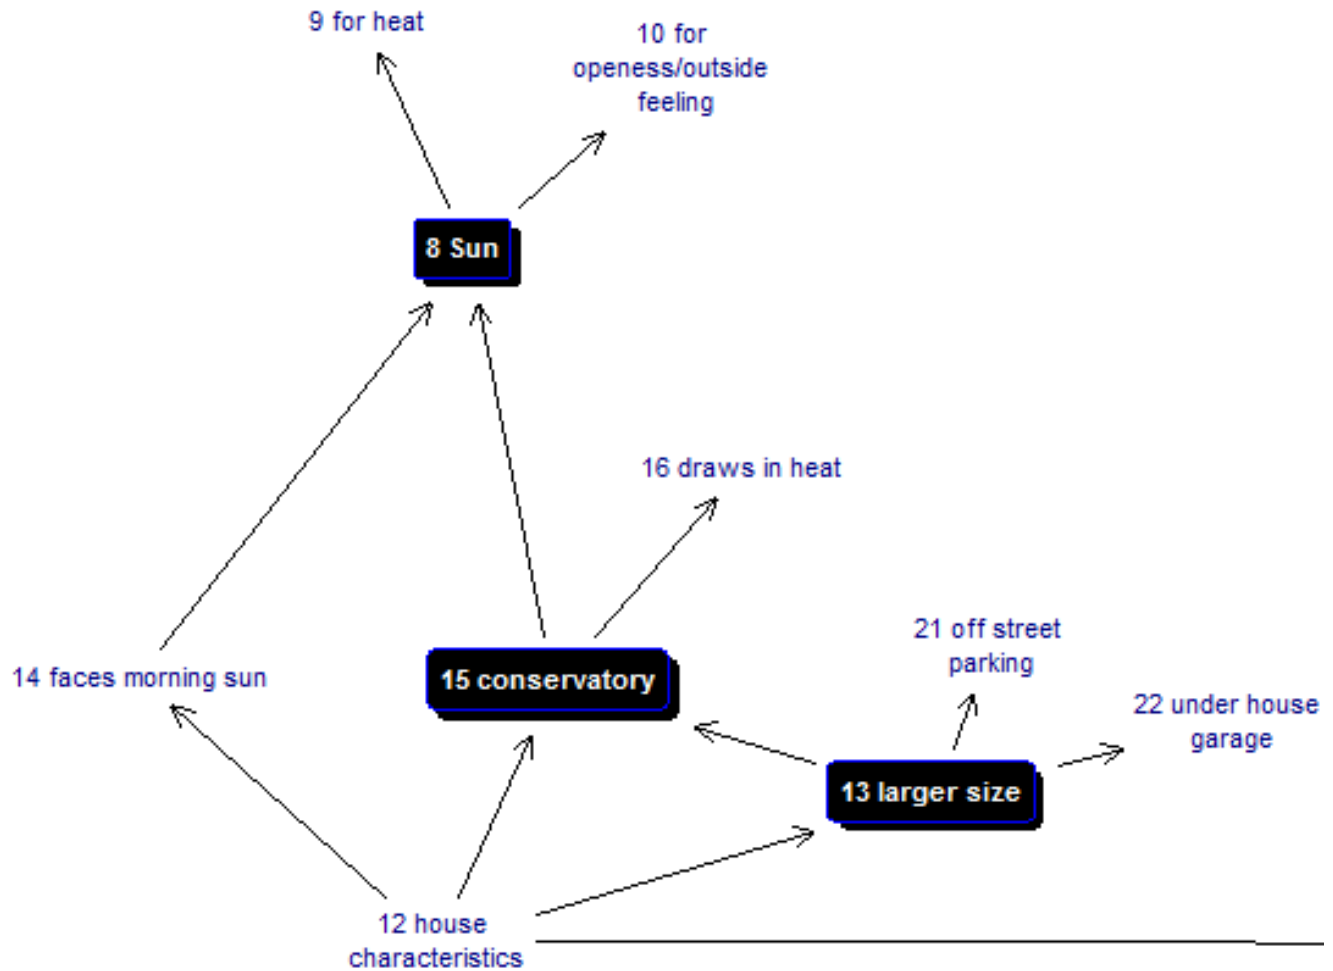 9 for heat
10 for
openess/outside
feeling
8 Sun
16 draws in heat
21 off street
parking
14 faces morning sun
15 conservatory
22 under house
garage
13 larger size
12 house
characteristics